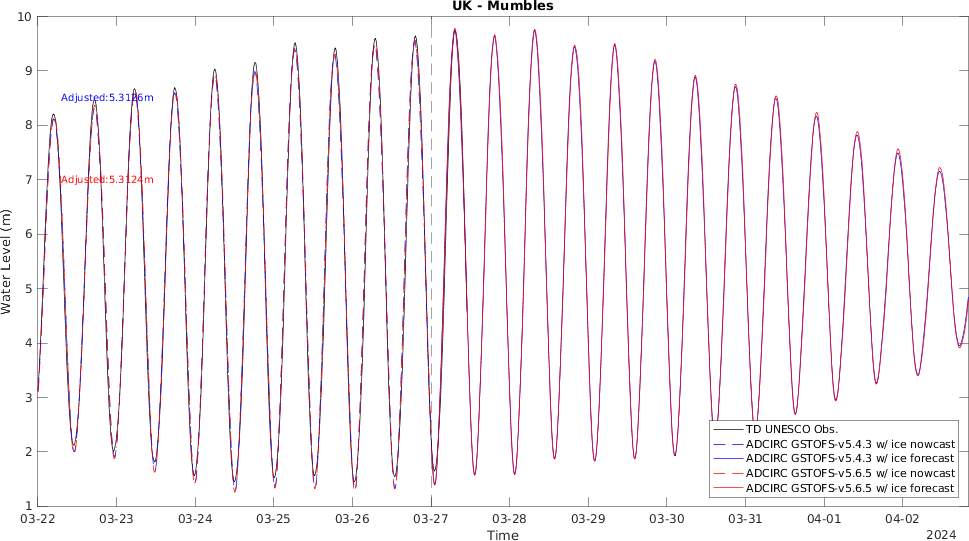 UK - Mumbles
10
9
8
7
6
5
4
3
2
1
Water Level (m)
Adjusted:5.3126m
Adjusted:5.3124m
TD UNESCO Obs.
ADCIRC GSTOFS-v5.4.3 w/ ice nowcast
ADCIRC GSTOFS-v5.4.3 w/ ice forecast
ADCIRC GSTOFS-v5.6.5 w/ ice nowcast
ADCIRC GSTOFS-v5.6.5 w/ ice forecast
03-22 03-23 03-24 03-25 03-26 03-27 03-28 03-29 03-30 03-31 04-01 04-02
Time
2024